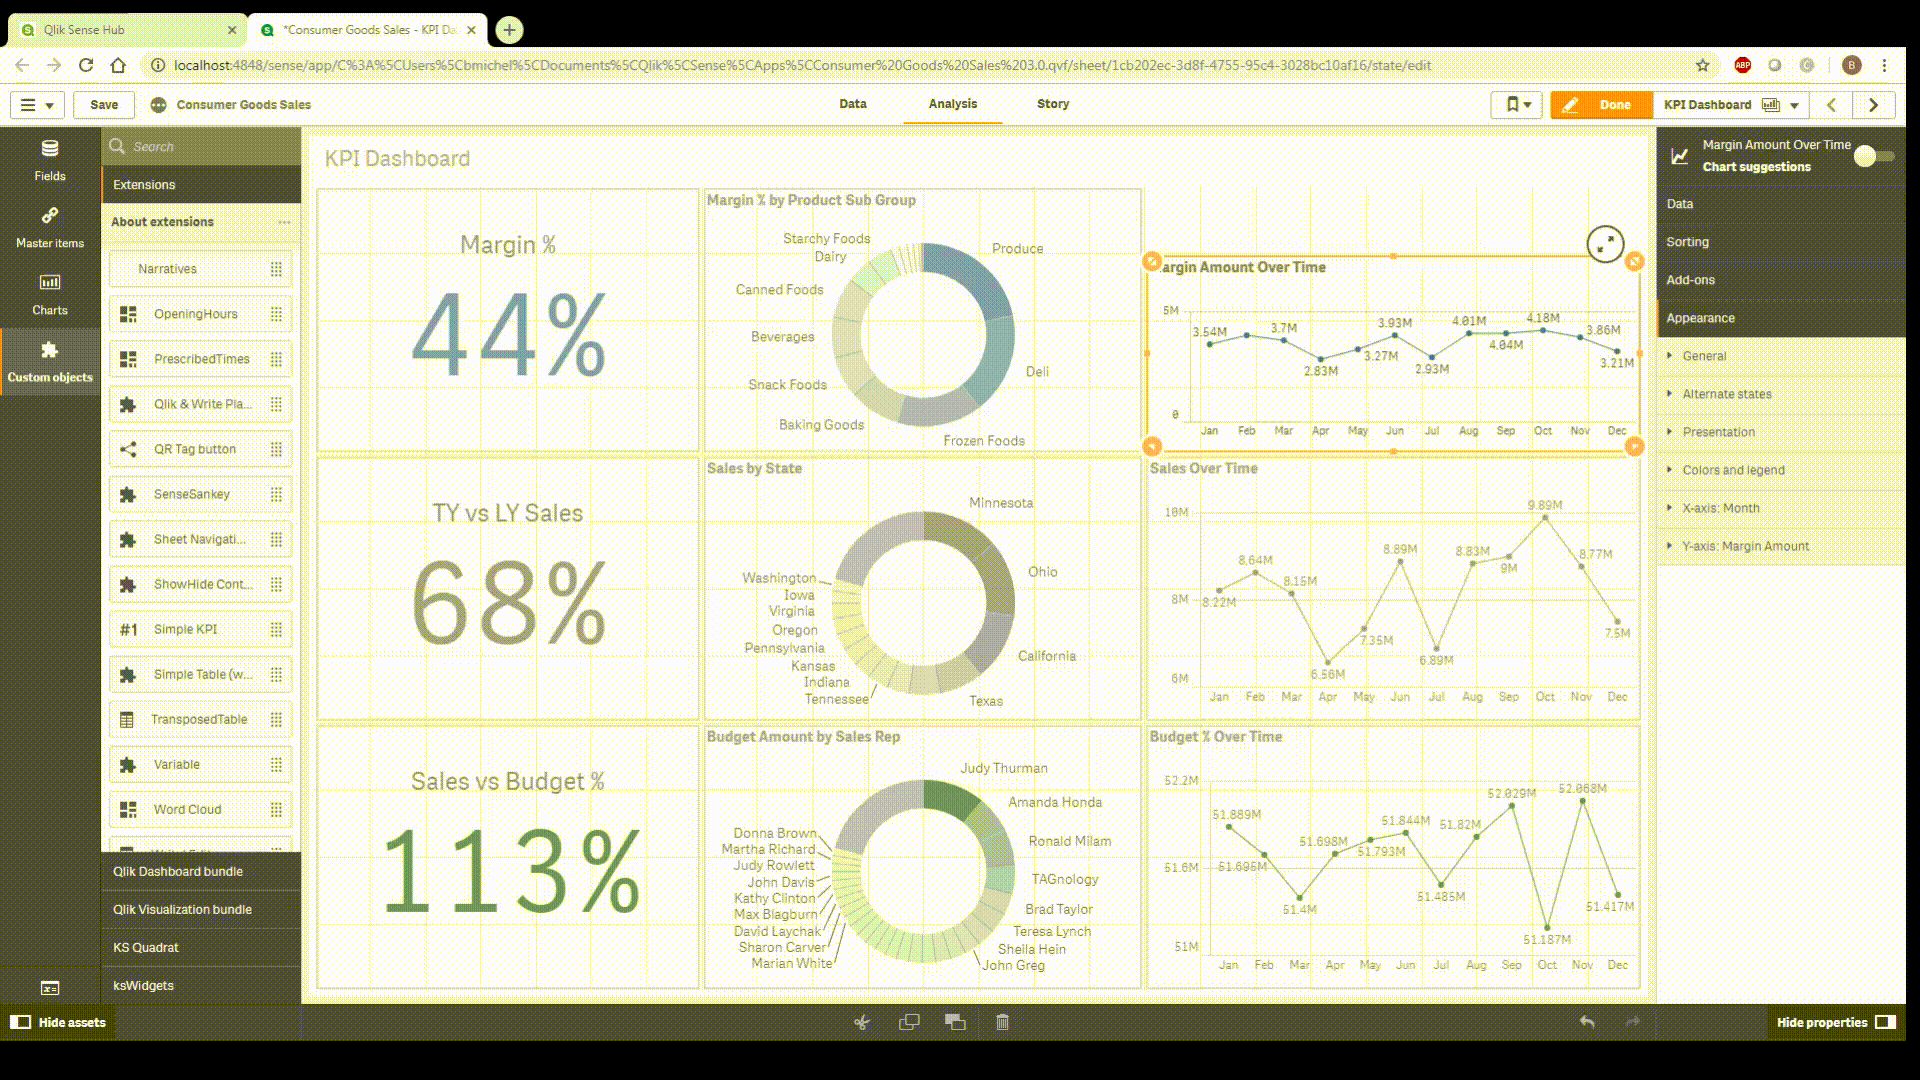 Qlik Sense Hub
*Consumer Goods Sales - KPI Da
localhost:4848/sense/app/C%3A%5CUsers%5Cbmichel%5CDocuments%5CQlik%5CSense%5CApps%5CConsumer%20Goods%20Sales%203.0.qvf/sheet/1cb202ec-3d8f-4755-95c4-3028bc10af16/state/edit
ABP
B
Save
Consumer Goods Sales
Data
Analysis
Story
Done
KPI Dashboard
Fields
Master items
Charts
Custom objects
Search
Extensions
About extensions
Narratives
OpeningHours
PrescribedTimes
Qlik & Write Pla...
QR Tag button
SenseSankey
Sheet Navigati...
ShowHide Cont...
#1 Simple KPI
Simple Table (w...
TransposedTable
Variable
Word Cloud
Qlik Dashboard bundle
Qlik Visualization bundle
KS Quadrat
ksWidgets
Hide assets
KPI Dashboard
Margin %
44%
Margin % by Product Sub Group
Starchy Foods
Dairy
Canned Foods
Beverages
Snack Foods
Baking Goods
Produce
Deli
Frozen Foods
argin Amount Over Time
5M
0
3.54M
3.7M
2.83M
3.27M
3.93M
2.93M
4.01M
4.04M
4.18M
3.86M
3.21M
Jan Feb Mar Apr May Jun Jul Aug Sep Oct Nov Dec
TY vs LY Sales
68%
Sales by State
Minnesota
Ohio
California
Texas
Washington
Iowa
Virginia
Oregon
Pennsylvania
Kansas
Indiana
Tennessee
Sales Over Time
10M
8M
6M
8.22M
8.64M
8.15M
6.56M
7.35M
8.89M
6.89M
8.83M
9M
9.89M
8.77M
7.5M
Jan Feb Mar Apr May Jun Jul Aug Sep Oct Nov Dec
Sales vs Budget %
113%
Budget Amount by Sales Rep
Judy Thurman
Amanda Honda
Ronald Milam
TAGnology
Brad Taylor
Teresa Lynch
Sheila Hein
John Greg
Donna Brown
Martha Richard
Judy Rowlett
John Davis
Kathy Clinton
Max Blagburn
David Laychak
Sharon Carver
Marian White
Budget % Over Time
52.2M
51.6M
51M
51.889M
51.695M
51.4M
51.698M
51.793M
51.844M
51.485M
51.82M
52.029M
51.187M
52.068M
51.417M
Jan Feb Mar Apr May Jun Jul Aug Sep Oct Nov Dec
Margin Amount Over Time
Chart suggestions
Data
Sorting
Add-ons
Appearance
General
Alternate states
Presentation
Colors and legend
X-axis: Month
Y-axis: Margin Amount
Hide properties